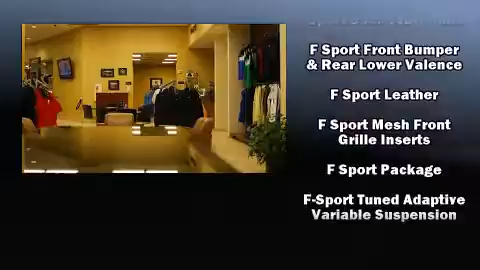 F Sport Front Bumper
& Rear Lower Valence
F Sport Leather
F Sport Mesh Front
Grille Inserts
F Sport Package
F-Sport Tuned Adaptive
Variable Suspension